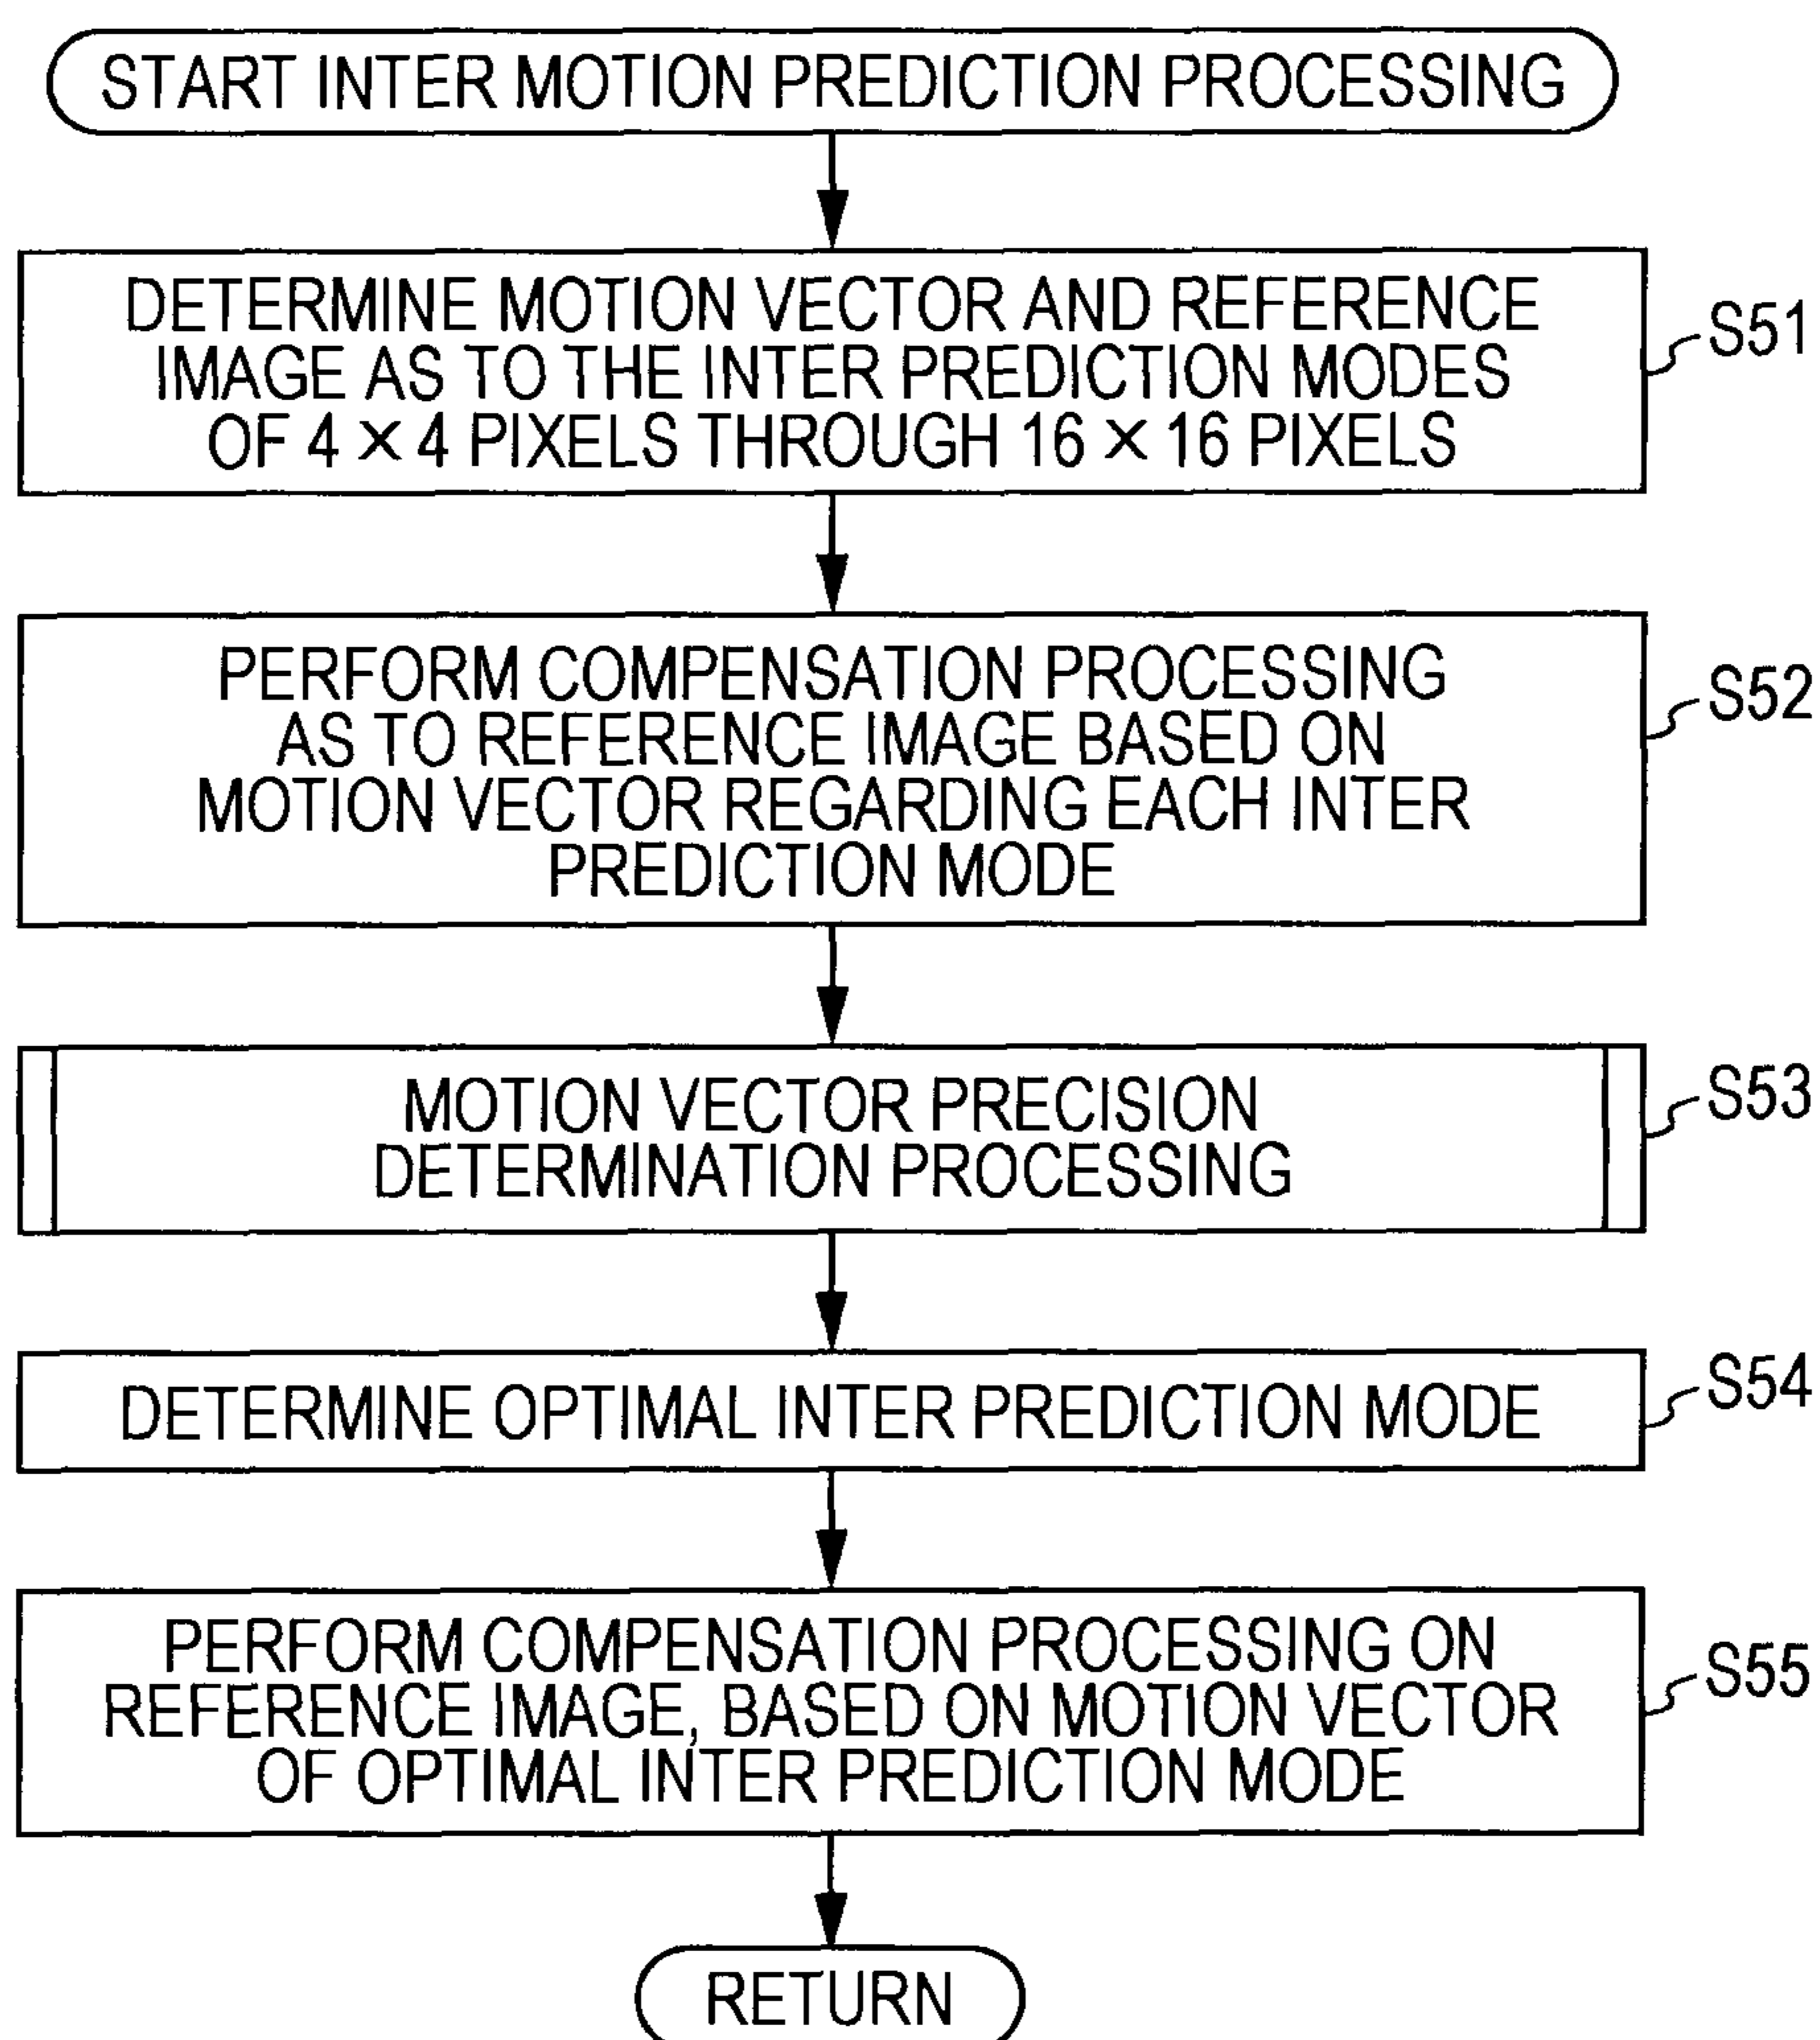 START INTER MOTION PREDICTION PROCESSING
DETERMINE MOTION VECTOR AND REFERENCE
IMAGE AS TO THE INTER PREDICTION MODES
OF 4 × 4 PIXELS THROUGH 16 × 16 PIXELS
S51
PERFORM COMPENSATION PROCESSING
AS TO REFERENCE IMAGE BASED ON
MOTION VECTOR REGARDING EACH INTER
PREDICTION MODE
S52
MOTION VECTOR PRECISION
DETERMINATION PROCESSING
S53
DETERMINE OPTIMAL INTER PREDICTION MODE
S54
PERFORM COMPENSATION PROCESSING ON
REFERENCE IMAGE, BASED ON MOTION VECTOR
OF OPTIMAL INTER PREDICTION MODE
S55
RETURN